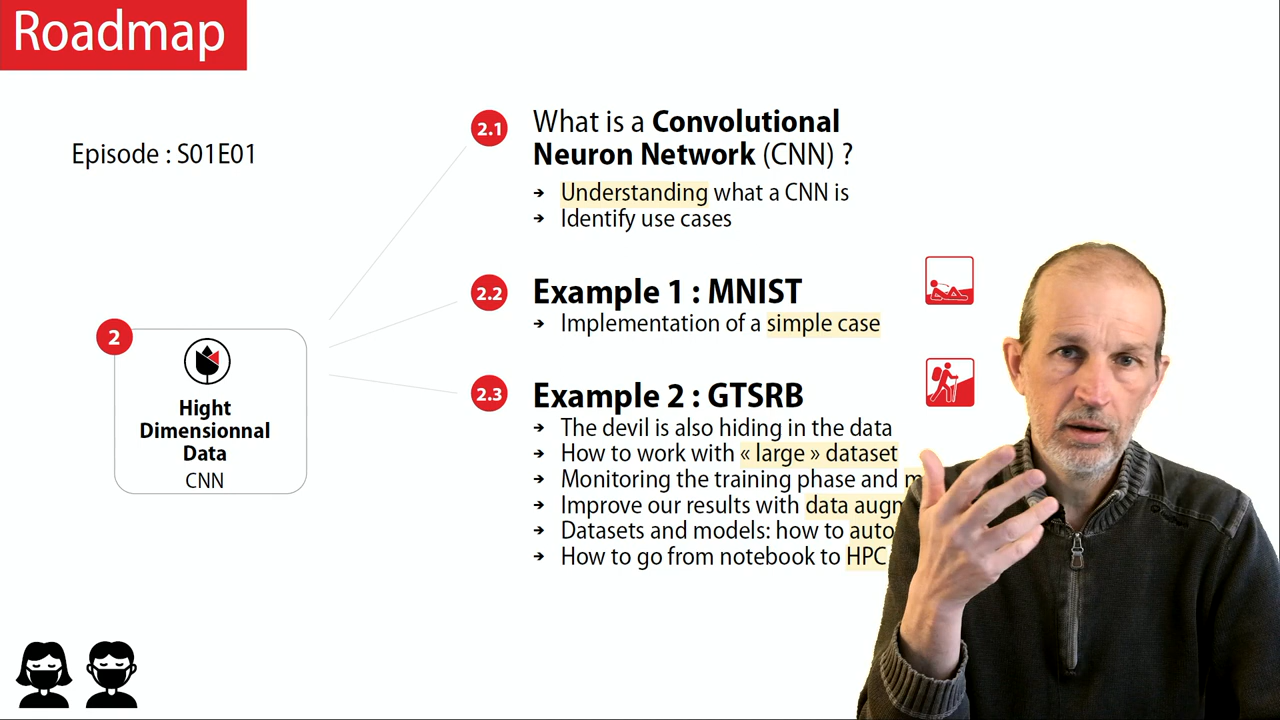 Roadmap
Episode : S01E01
2
Hight
Dimensionnal
Data
CNN
2.1
What is a Convolutional
Neuron Network (CNN) ?
➔ Understanding what a CNN is
➔ Identify use cases
2.2
Example 1 : MNIST
➔ Implementation of a simple case
2.3
Example 2 : GTSRB
➔ The devil is also hiding in the data
➔ How to work with « large » dataset
➔ Monitoring the training phase and
➔ Improve our results with data
➔ Datasets and models: how to
➔ How to go from notebook to HPC